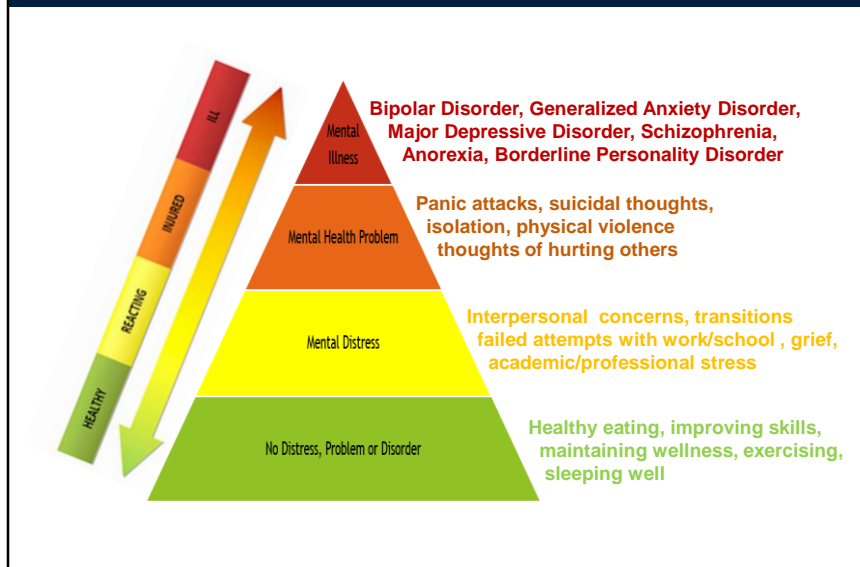 ILL
INJURED
REACTING
HEALTHY
Mental
Illness
Bipolar Disorder, Generalized Anxiety Disorder,
Major Depressive Disorder, Schizophrenia,
Anorexia, Borderline Personality Disorder
Mental Health Problem
Panic attacks, suicidal thoughts,
isolation, physical violence
thoughts of hurting others
Mental Distress
Interpersonal concerns, transitions
failed attempts with work/school , grief,
academic/professional stress
No Distress, Problem or Disorder
Healthy eating, improving skills,
maintaining wellness, exercising,
sleeping well